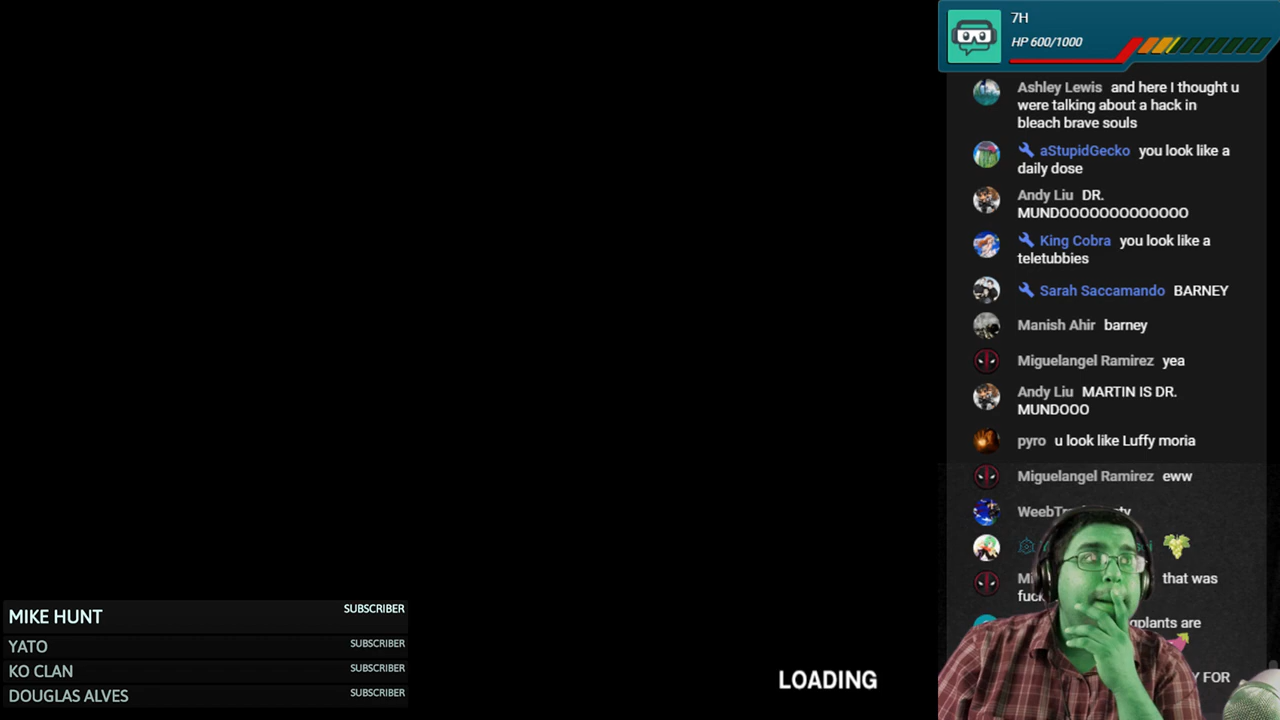 7H
HP 600/1000
Ashley Lewis and here I thought u
were talking about a hack in
bleach brave souls
aStupidGecko you look like a
daily dose
Andy Liu DR.
MUNDOOOOOOOOOOOOO
King Cobra you look like a
teletubbies
Sarah Saccamando BARNEY
Manish Ahir barney
Miguelangel Ramirez yea
Andy Liu MARTIN IS DR.
MUNDOOO
pyro u look like Luffy moria
Miguelangel Ramirez eww
that was
are
FOR
MIKE HUNT SUBSCRIBER
YATO SUBSCRIBER
KO CLAN SUBSCRIBER
DOUGLAS ALVES SUBSCRIBER
LOADING